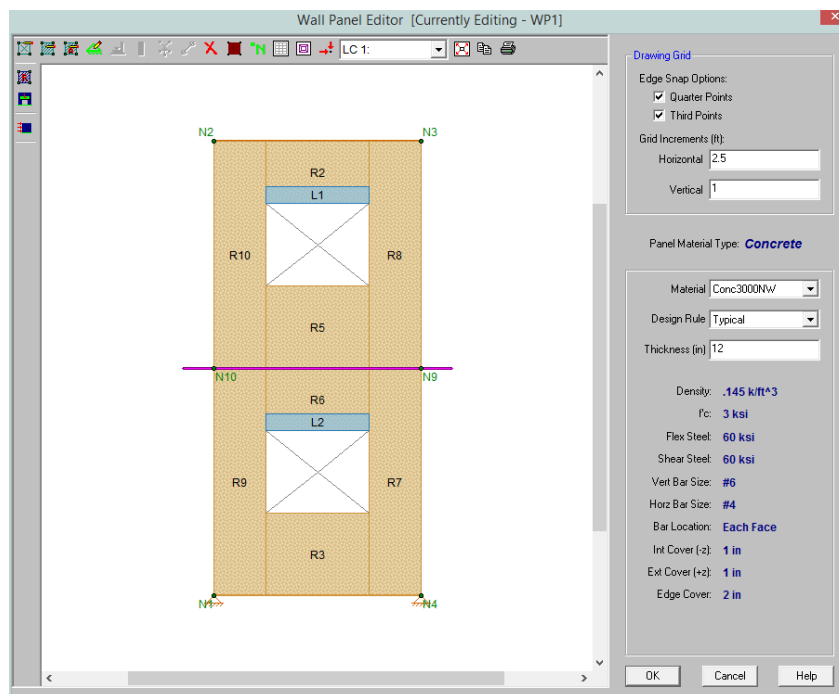 Wall Panel Editor [Currently Editing - WP1]
LC 1:
N2
N3
R2
L1
R10
R8
R5
N10
N9
R6
L2
R9
R7
R3
N1
N4
Drawing Grid
Edge Snap Options:
Quarter Points
Third Points
Grid Increments (ft):
Horizontal 2.5
Vertical 1
Panel Material Type: Concrete
Material Conc3000NW
Design Rule Typical
Thickness (in) 12
Density: .145 k/ft^3
f'c: 3 ksi
Flex Steel: 60 ksi
Shear Steel: 60 ksi
Vert Bar Size: #6
Horz Bar Size: #4
Bar Location: Each Face
Int Cover (-z): 1 in
Ext Cover (+z): 1 in
Edge Cover: 2 in
OK Cancel Help